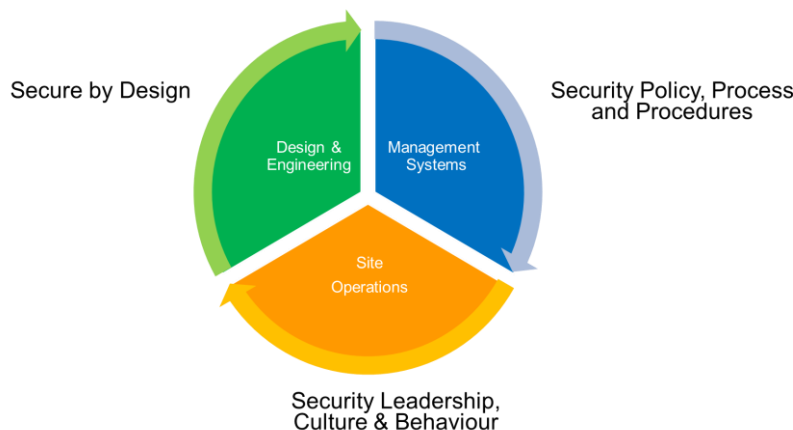 Secure by Design
Security Policy, Process
and Procedures
Design &
Engineering
Management
Systems
Site
Operations
Security Leadership,
Culture & Behaviour